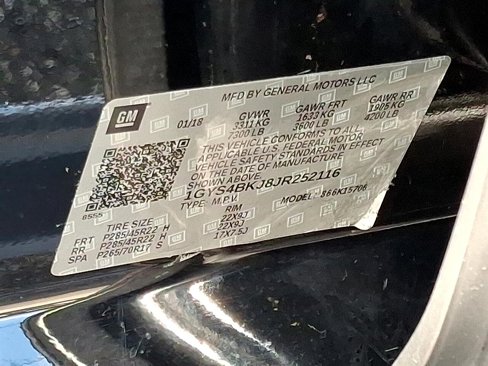 MFD BY GENERAL MOTORS LLC
GM
01/18 GVWR GAWR FRT GAWR RR
3311 KG 1633 KG 1905 KG
7300 LB 3600 LB 4200 LB
THIS VEHICLE CONFORMS TO ALL
APPLICABLE U.S. FEDERAL MOTOR
VEHICLE SAFETY STANDARDS IN EFFECT
ON THE DATE OF MANUFACTURE
SHOWN ABOVE
1GYS4BKJ8JR252116
TYPE: M.P.V. MODEL: 866K15706
8555
TIRE SIZE RIM
FRT P285/45R22 H 22X9J
RR P285/45R22 H 22X9J
SPA P265/70R17 S 17X7.5J